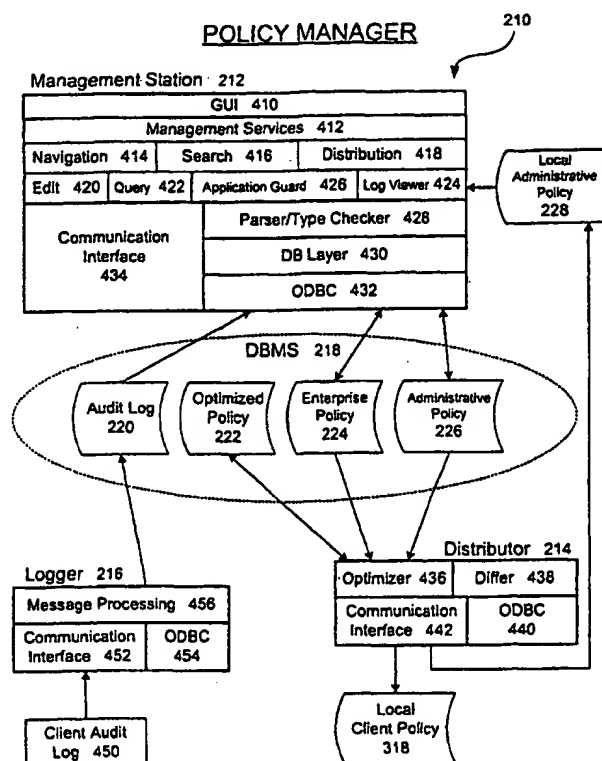 POLICY MANAGER
210
Management Station 212
GUI 410
Management Services 412
Navigation 414
Search 416
Distribution 418
Edit 420
Query 422
Application Guard 426
Log Viewer 424
Local
Administrative
Policy
228
Communication
Interface
434
Parser/Type Checker 428
DB Layer 430
ODBC 432
DBMS 218
Audit Log
220
Optimized
Policy
222
Enterprise
Policy
224
Administrative
Policy
226
Logger 216
Message Processing 456
Communication
Interface 452
ODBC
454
Client Audit
Log 450
Distributor 214
Optimizer 436
Differ 438
Communication
Interface 442
ODBC
440
Local
Client Policy
318